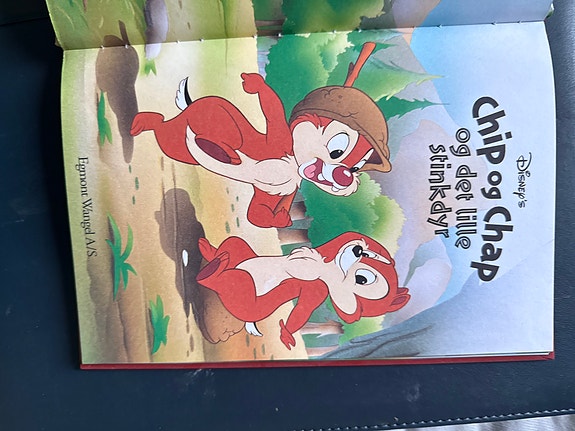 DISNEY'S
Chip og Chap
og det lille
stinkdyr
Egmont Wangel A/S